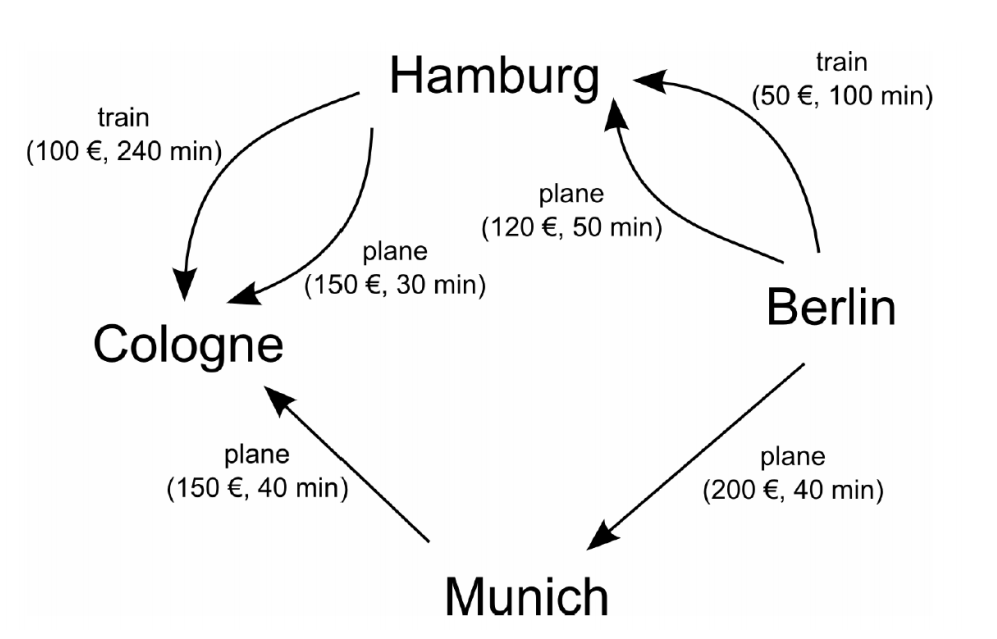 Hamburg
train
(50 €, 100 min)
train
(100 €, 240 min)
plane
(120 €, 50 min)
plane
(150 €, 30 min)
Berlin
Cologne
plane
(150 €, 40 min)
plane
(200 €, 40 min)
Munich